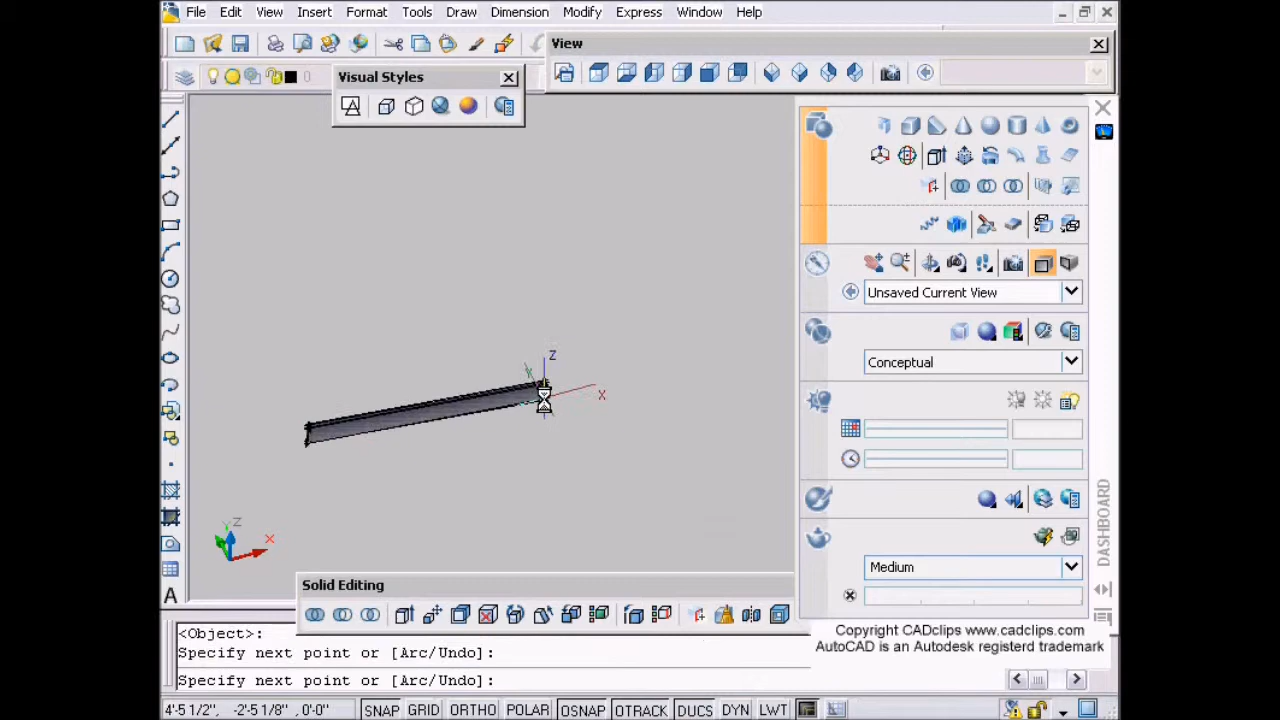 File Edit View Insert Format Tools Draw Dimension Modify Express Window Help
View
0
Visual Styles
Z
Y
X
Unsaved Current View
Conceptual
Medium
DASHBOARD
Z
Y
X
Solid Editing
A
<Object>:
Specify next point or [Arc/Undo]:
Specify next point or [Arc/Undo]:
Copyright CADclips www.cadclips.com
AutoCAD is an Autodesk registerd trademark
4'-5 1/2", -2'-5 1/8" , 0'-0" SNAP GRID ORTHO POLAR OSNAP OTRACK DUCS DYN LWT